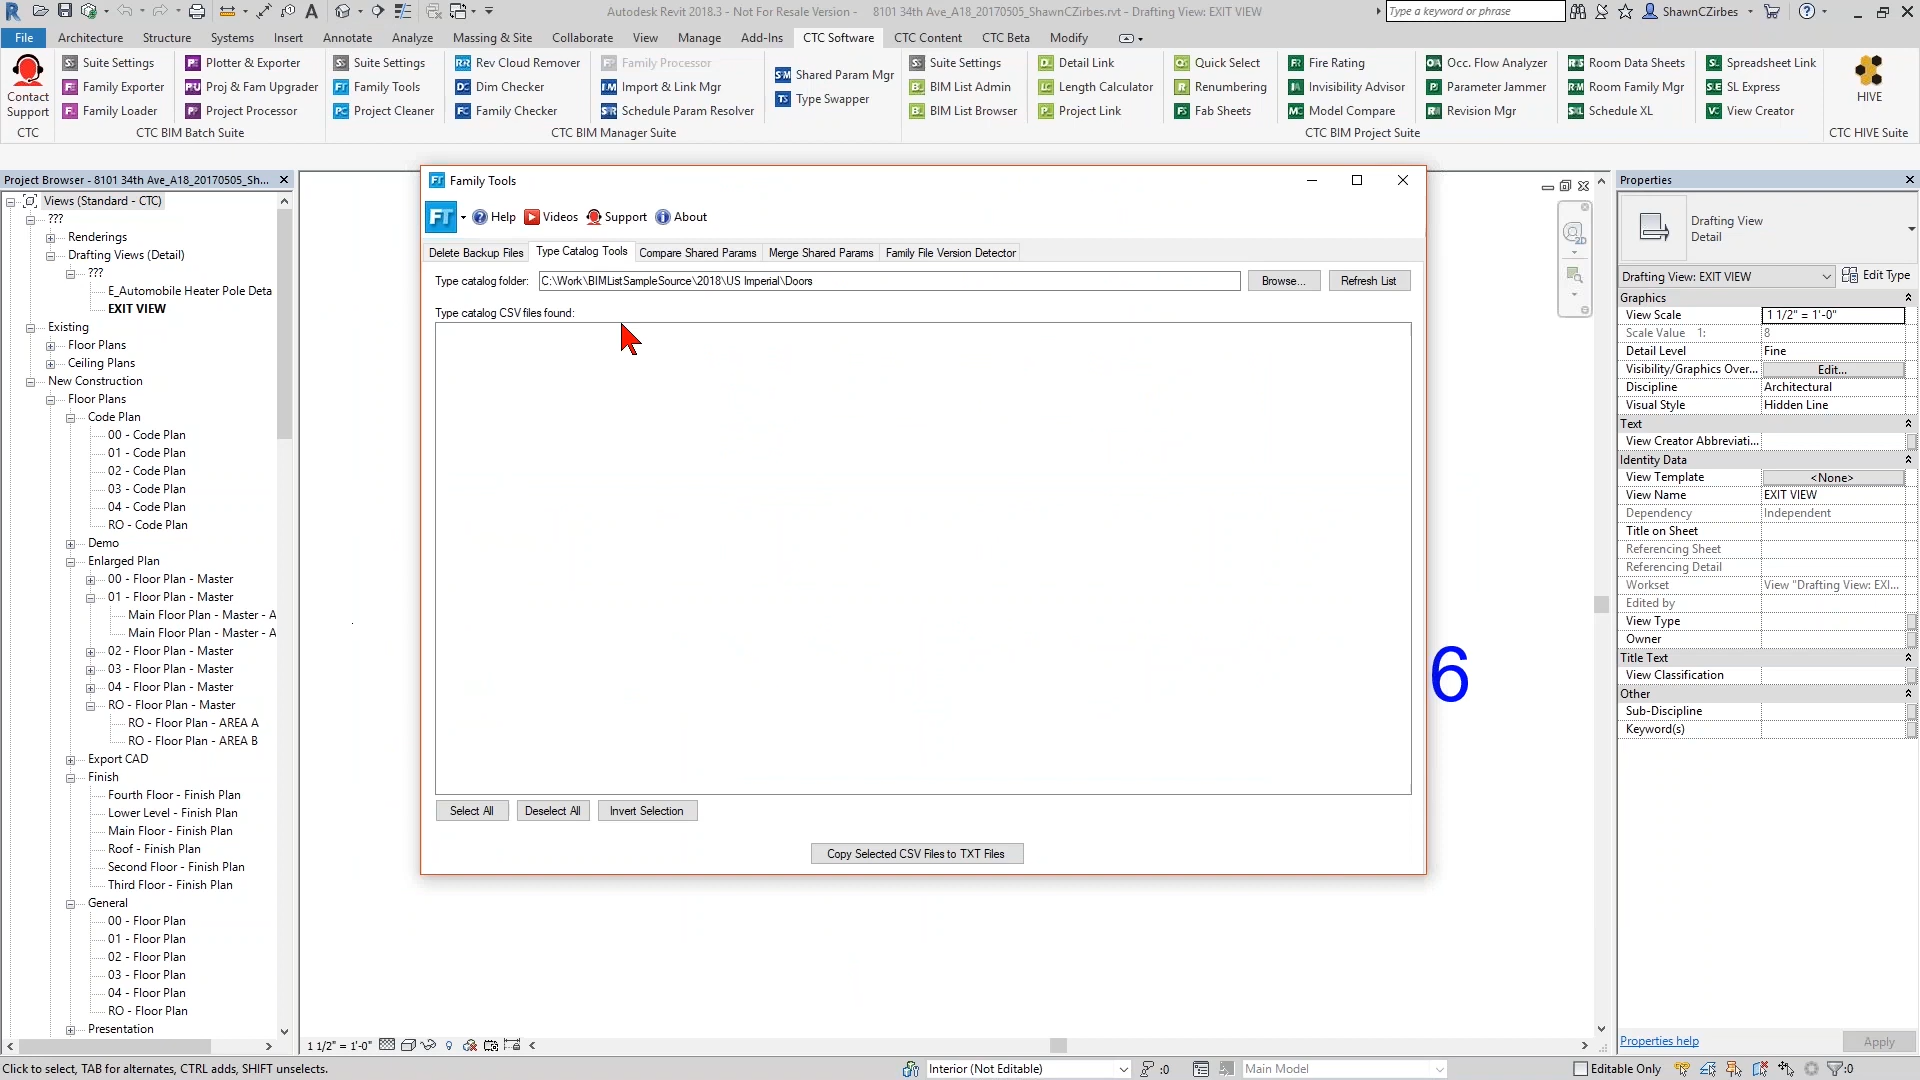 Autodesk Revit 2018.3 - Not For Resale Version - 8101 34th Ave_A18_20170505_ShawnCZirbes.rvt - Drafting View: EXIT VIEW
Type a keyword or phrase
ShawnCZirbes
File Architecture Structure Systems Insert Annotate Analyze Massing & Site Collaborate View Manage Add-Ins CTC Software CTC Content CTC Beta Modify
Contact Support
CTC
Suite Settings
Family Exporter
Family Loader
Plotter & Exporter
Proj & Fam Upgrader
Project Processor
CTC BIM Batch Suite
Suite Settings
Family Tools
Project Cleaner
Rev Cloud Remover
Dim Checker
Family Checker
Family Processor
Import & Link Mgr
Schedule Param Resolver
Shared Param Mgr
Type Swapper
CTC BIM Manager Suite
Suite Settings
BIM List Admin
BIM List Browser
Detail Link
Length Calculator
Project Link
Quick Select
Renumbering
Fab Sheets
Fire Rating
Invisibility Advisor
Model Compare
Occ. Flow Analyzer
Parameter Jammer
Revision Mgr
Room Data Sheets
Room Family Mgr
Schedule XL
Spreadsheet Link
SL Express
View Creator
CTC BIM Project Suite
HIVE
CTC HIVE Suite
Project Browser - 8101 34th Ave_A18_20170505_Sh...
Views (Standard - CTC)
???
Renderings
Drafting Views (Detail)
???
E_Automobile Heater Pole Deta
EXIT VIEW
Existing
Floor Plans
Ceiling Plans
New Construction
Floor Plans
Code Plan
00 - Code Plan
01 - Code Plan
02 - Code Plan
03 - Code Plan
04 - Code Plan
RO - Code Plan
Demo
Enlarged Plan
00 - Floor Plan - Master
01 - Floor Plan - Master
Main Floor Plan - Master - A
Main Floor Plan - Master - A
02 - Floor Plan - Master
03 - Floor Plan - Master
04 - Floor Plan - Master
RO - Floor Plan - Master
RO - Floor Plan - AREA A
RO - Floor Plan - AREA B
Export CAD
Finish
Fourth Floor - Finish Plan
Lower Level - Finish Plan
Main Floor - Finish Plan
Roof - Finish Plan
Second Floor - Finish Plan
Third Floor - Finish Plan
General
00 - Floor Plan
01 - Floor Plan
02 - Floor Plan
03 - Floor Plan
04 - Floor Plan
RO - Floor Plan
Presentation
FT Family Tools
FT Help Videos Support About
Delete Backup Files Type Catalog Tools Compare Shared Params Merge Shared Params Family File Version Detector
Type catalog folder: C:\Work\BIMListSampleSource\2018\US Imperial\Doors Browse... Refresh List
Type catalog CSV files found:
Select All Deselect All Invert Selection
Copy Selected CSV Files to TXT Files
6
2D
Properties
Drafting View
Detail
Drafting View: EXIT VIEW Edit Type
Graphics
View Scale 1 1/2" = 1'-0"
Scale Value 1: 8
Detail Level Fine
Visibility/Graphics Over... Edit...
Discipline Architectural
Visual Style Hidden Line
Text
View Creator Abbreviati...
Identity Data
View Template <None>
View Name EXIT VIEW
Dependency Independent
Title on Sheet
Referencing Sheet
Referencing Detail
Workset View "Drafting View: EXI...
Edited by
View Type
Owner
Title Text
View Classification
Other
Sub-Discipline
Keyword(s)
Properties help Apply
1 1/2" = 1'-0"
Click to select, TAB for alternates, CTRL adds, SHIFT unselects. Interior (Not Editable) :0 Main Model Editable Only :0